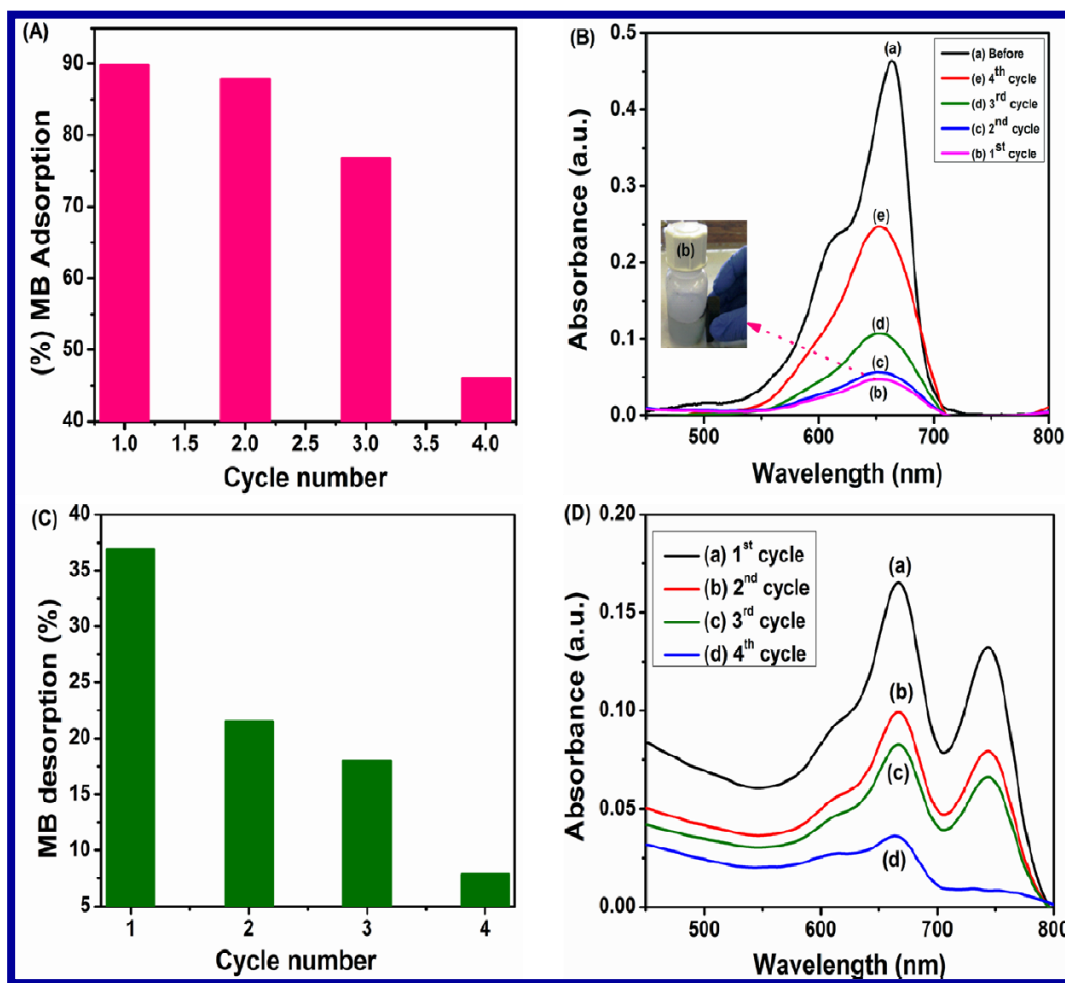 (A)
(%) MB Adsorption
90
80
70
60
50
40
1.0 1.5 2.0 2.5 3.0 3.5 4.0
Cycle number
(B)
Absorbance (a.u.)
0.5
0.4
0.3
0.2
0.1
0.0
(a) Before
(e) 4th cycle
(d) 3rd cycle
(c) 2nd cycle
(b) 1st cycle
(a)
(e)
(b)
(d)
(c)
(b)
500 600 700 800
Wavelength (nm)
(C)
MB desorption (%)
40
35
30
25
20
15
10
5
1 2 3 4
Cycle number
(D)
Absorbance (a.u.)
0.20
0.15
0.10
0.05
0.00
(a) 1st cycle
(b) 2nd cycle
(c) 3rd cycle
(d) 4th cycle
(a)
(b)
(c)
(d)
500 600 700 800
Wavelength (nm)